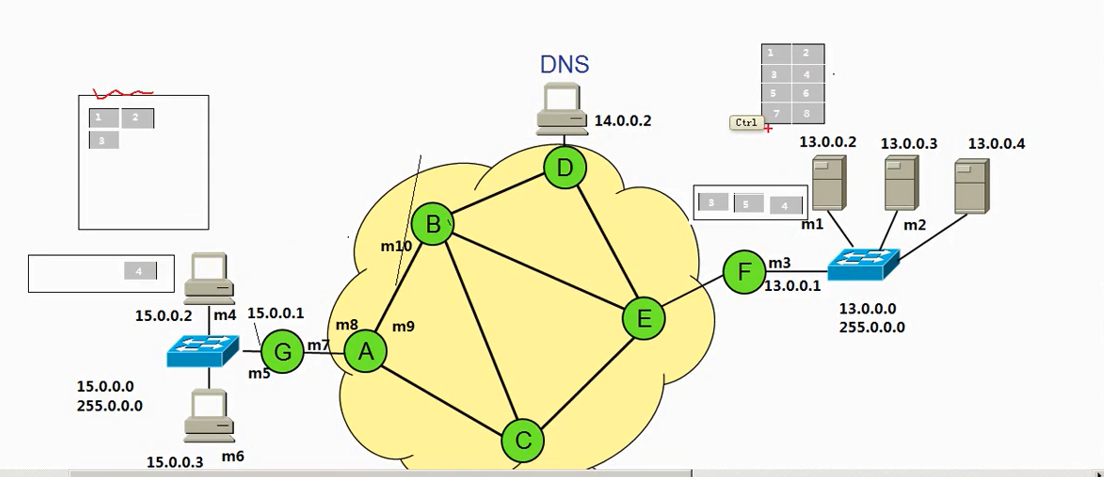 DNS
1 2
3 4
5 6
7 8
Ctrl
14.0.0.2
D
1 2
3
13.0.0.2 13.0.0.3 13.0.0.4
3 5 4
m1 m2
B
m10
4
15.0.0.2 m4
15.0.0.1
F
m3
13.0.0.1
13.0.0.0
255.0.0.0
E
m8 m9
G
m7
A
m5
15.0.0.0
255.0.0.0
C
15.0.0.3 m6